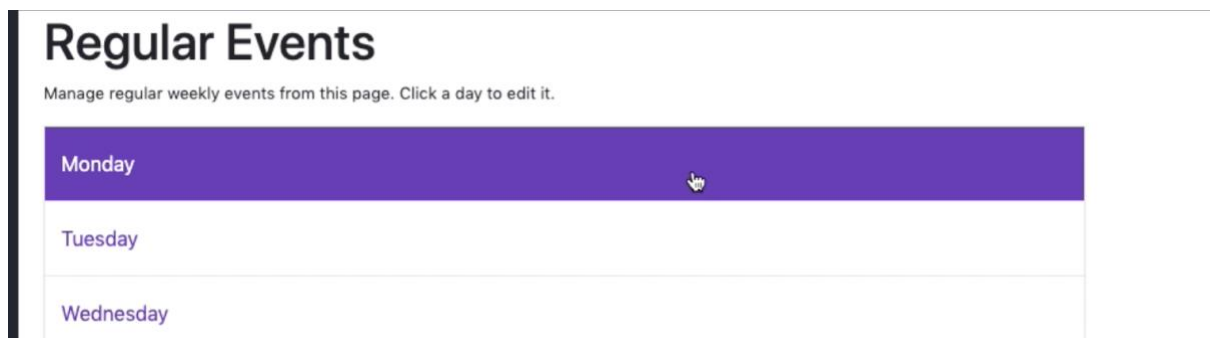 Regular Events
Manage regular weekly events from this page. Click a day to edit it.
Monday
Tuesday
Wednesday